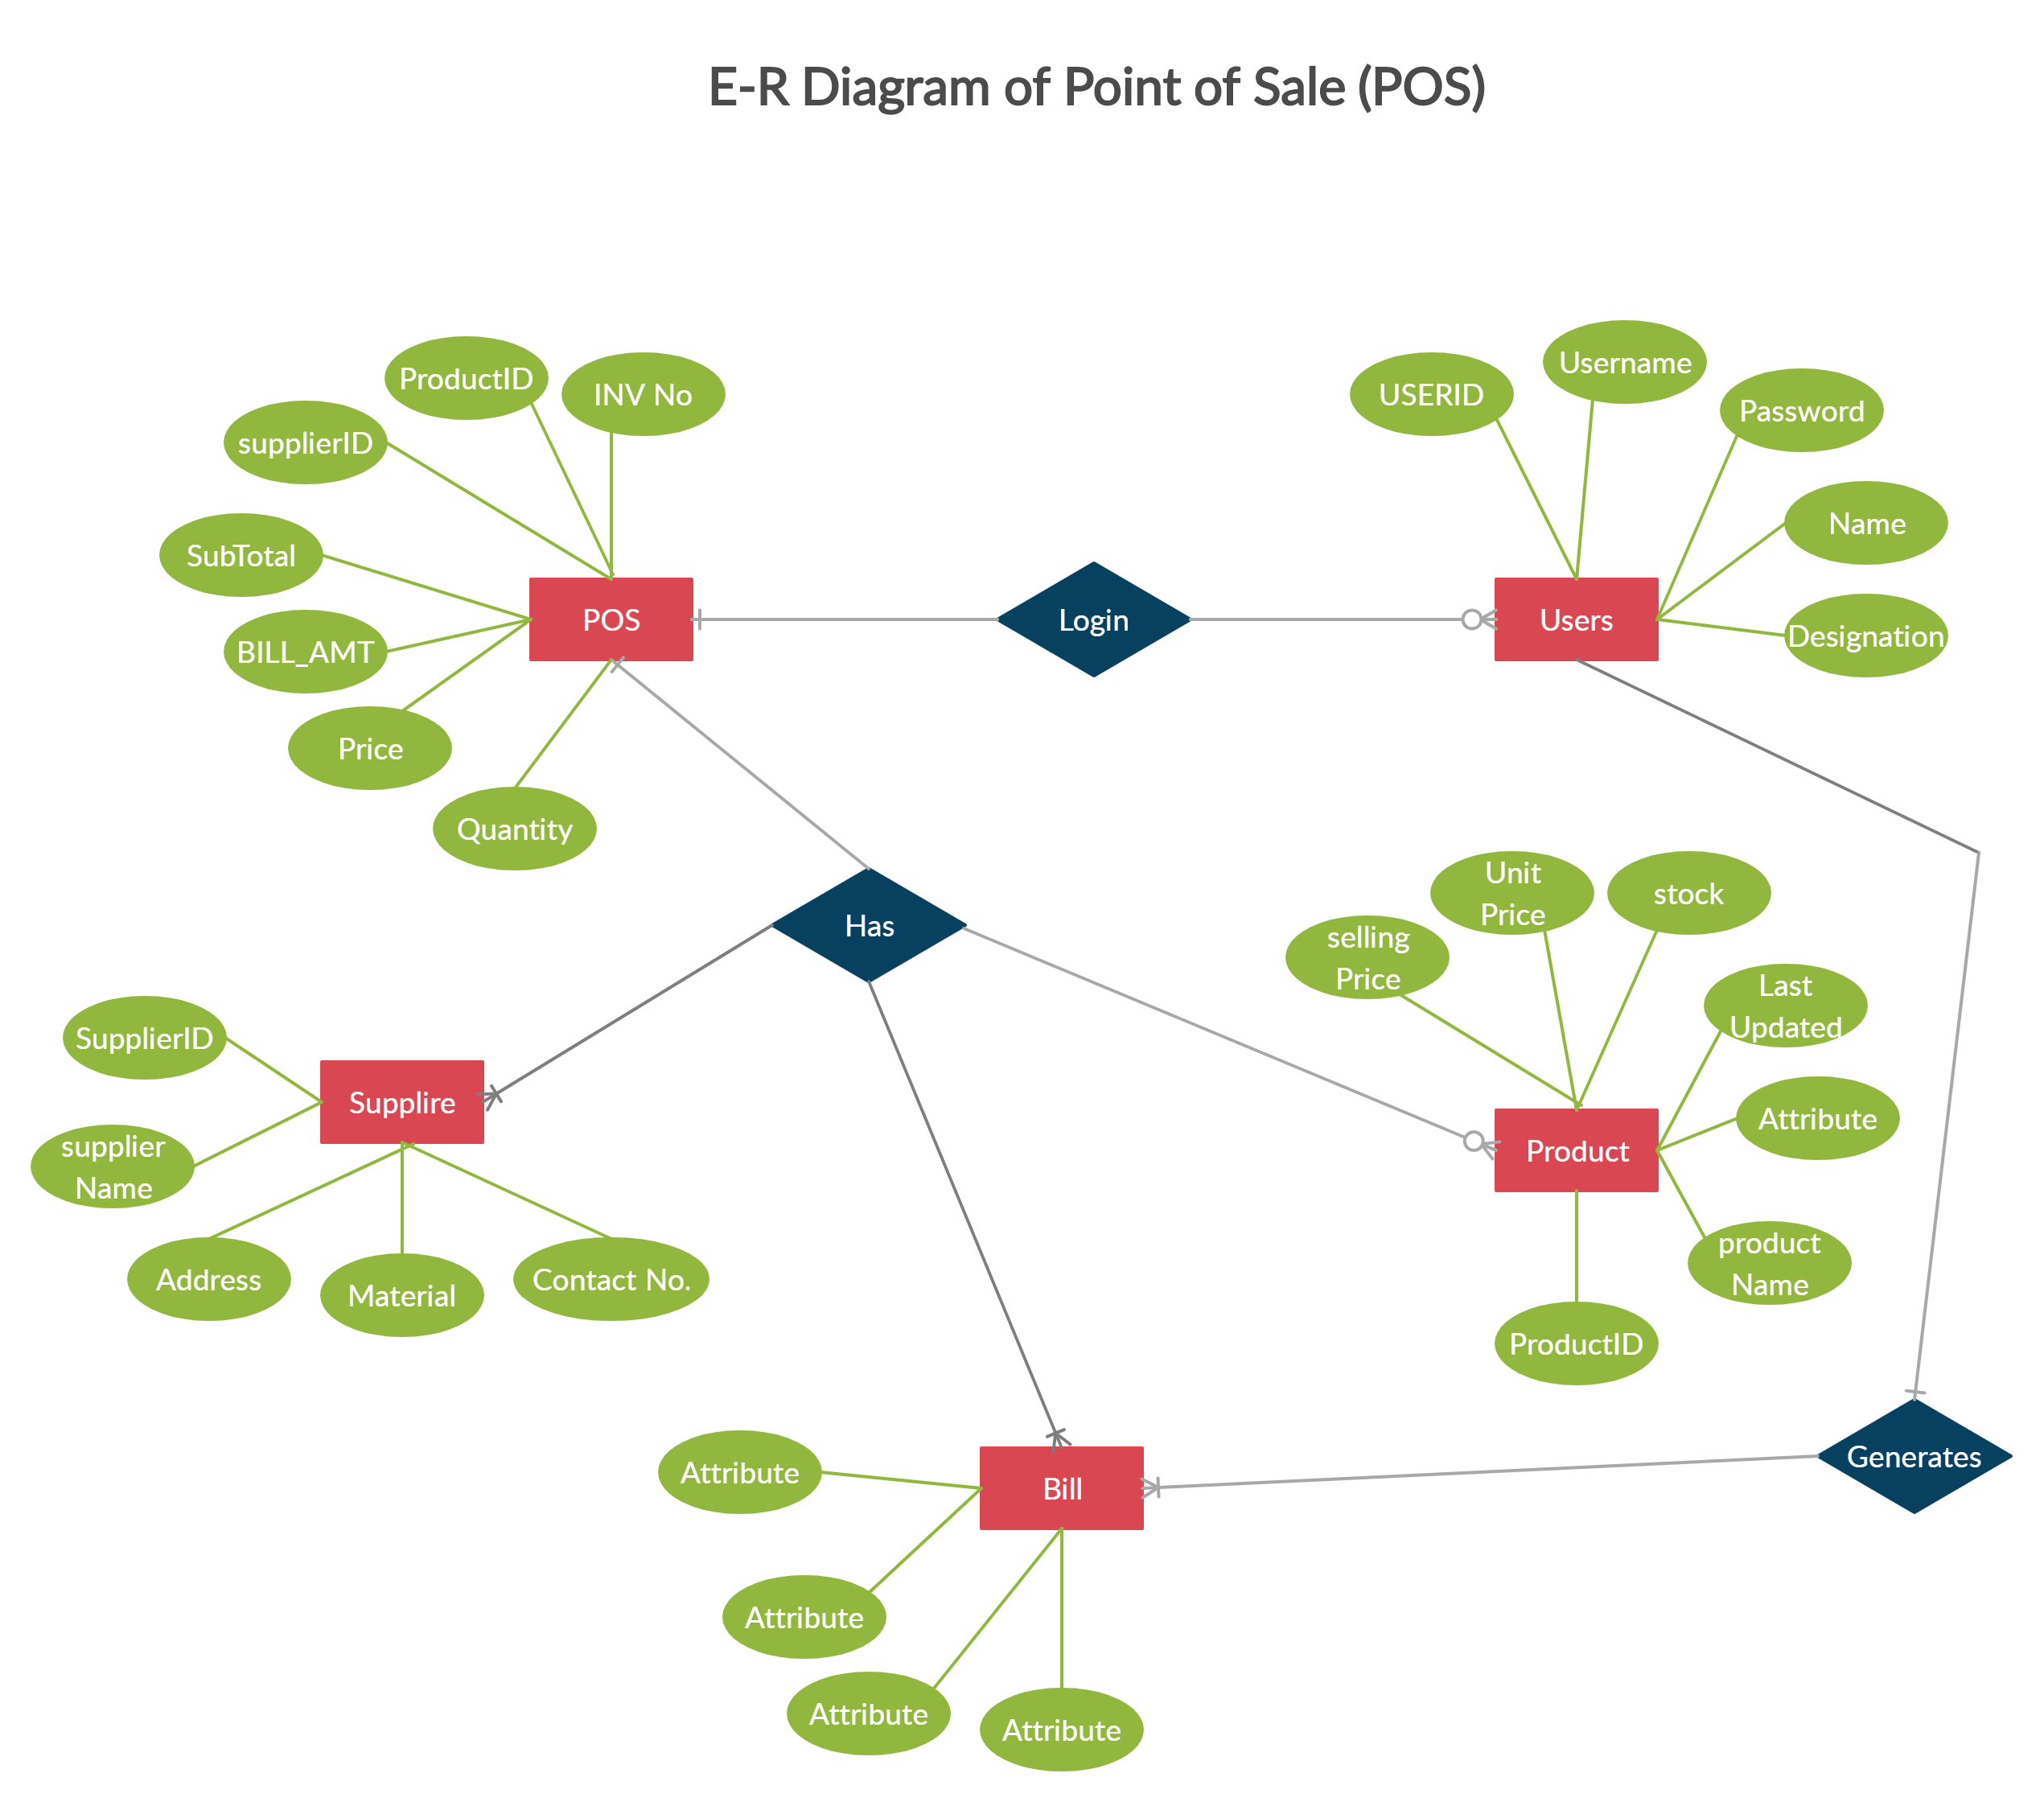 E-R Diagram of Point of Sale (POS)
ProductID
INV No
supplierID
SubTotal
BILL_AMT
Price
Quantity
POS
Login
USERID
Username
Password
Name
Designation
Users
Has
Unit
Price
stock
selling
Price
Last
Updated
Attribute
Product
product
Name
ProductID
SupplierID
Supplire
supplier
Name
Address
Material
Contact No.
Generates
Bill
Attribute
Attribute
Attribute
Attribute